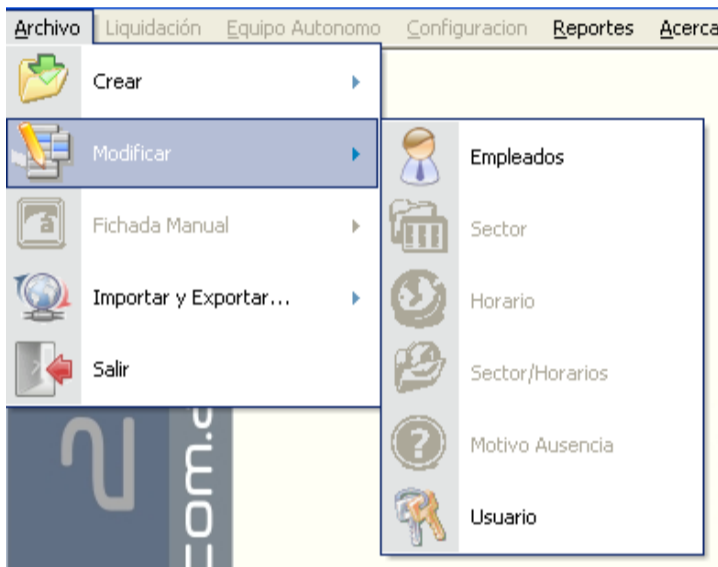 Archivo Liquidación Equipo Autonomo Configuracion Reportes Acerca
Crear
Modificar
Fichada Manual
Importar y Exportar...
Salir
Empleados
Sector
Horario
Sector/Horarios
Motivo Ausencia
Usuario
com.